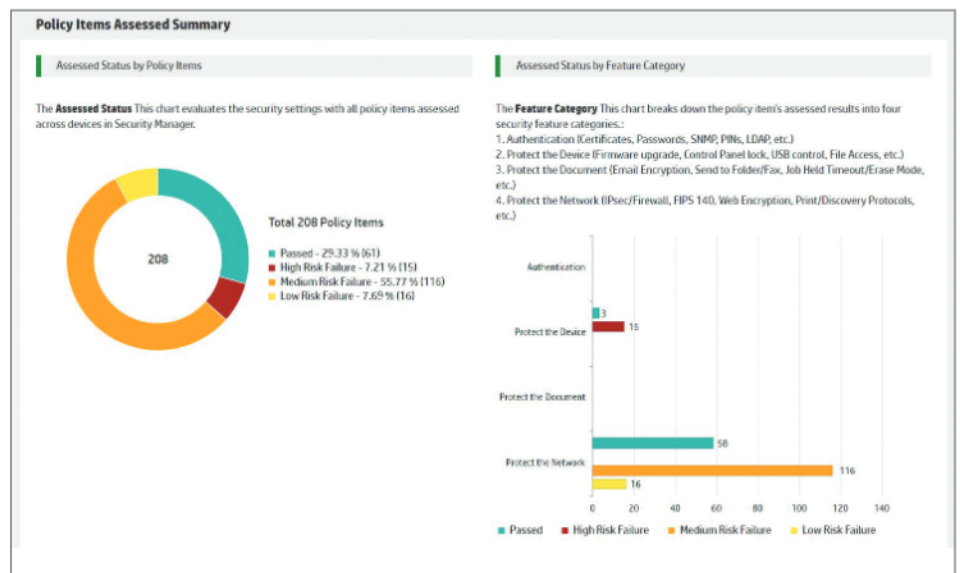 Policy Items Assessed Summary
Assessed Status by Policy Items
The Assessed Status This chart evaluates the security settings with all policy items assessed
across devices in Security Manager.
208
Total 208 Policy Items
Passed - 29.33 % (61)
High Risk Failure - 7.21 % (15)
Medium Risk Failure - 55.77 % (116)
Low Risk Failure - 7.69 % (16)
Assessed Status by Feature Category
The Feature Category This chart breaks down the policy item's assessed results into four
security feature categories.:
1. Authentication (Certificates, Passwords, SNMP, PINs, LDAP, etc.)
2. Protect the Device (Firmware upgrade, Control Panel lock, USB control, File Access, etc.)
3. Protect the Document (Email Encryption, Send to Folder/Fax, Job Held Timeout/Erase Mode,
etc.)
4. Protect the Network (IPsec/Firewall, FIPS 140, Web Encryption, Print/Discovery Protocols,
etc.)
Authentication
3
Protect the Device
15
Protect the Document
58
Protect the Network
116
16
0 20 40 60 80 100 120 140
Passed High Risk Failure Medium Risk Failure Low Risk Failure